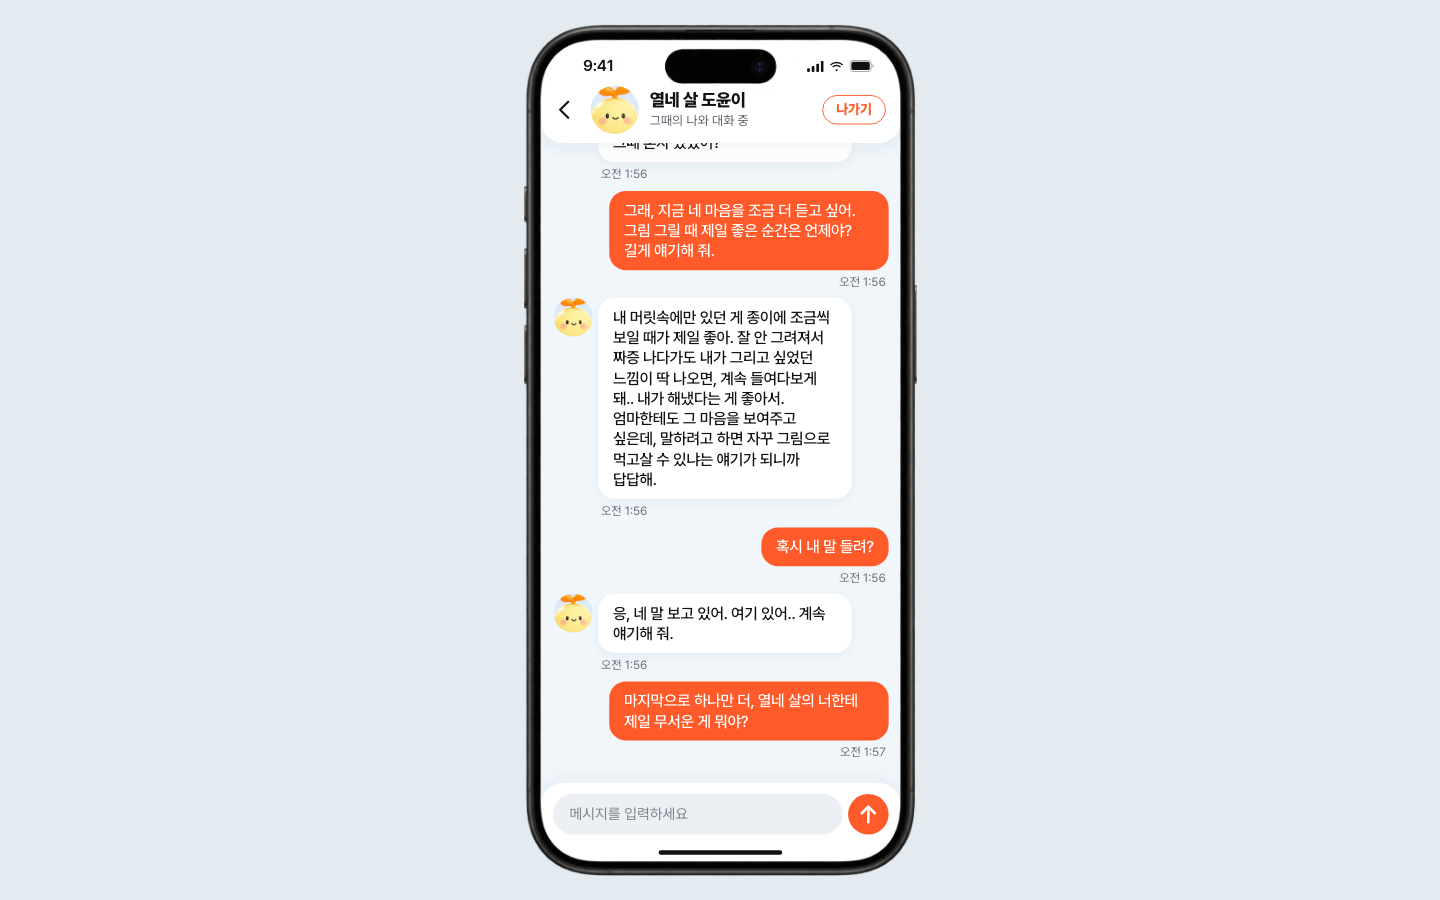 9:41
열네 살 도윤이
그때의 나와 대화 중
나가기
그때 혼자 있었어?
오전 1:56
그래, 지금 네 마음을 조금 더 듣고 싶어.
그림 그릴 때 제일 좋은 순간은 언제야?
길게 얘기해 줘.
오전 1:56
내 머릿속에만 있던 게 종이에 조금씩
보일 때가 제일 좋아. 잘 안 그려져서
짜증 나다가도 내가 그리고 싶었던
느낌이 딱 나오면, 계속 들여다보게
돼.. 내가 해냈다는 게 좋아서.
엄마한테도 그 마음을 보여주고
싶은데, 말하려고 하면 자꾸 그림으로
먹고살 수 있냐는 얘기가 되니까
답답해.
오전 1:56
혹시 내 말 들려?
오전 1:56
응, 네 말 보고 있어. 여기 있어.. 계속
얘기해 줘.
오전 1:56
마지막으로 하나만 더, 열네 살의 너한테
제일 무서운 게 뭐야?
오전 1:57
메시지를 입력하세요